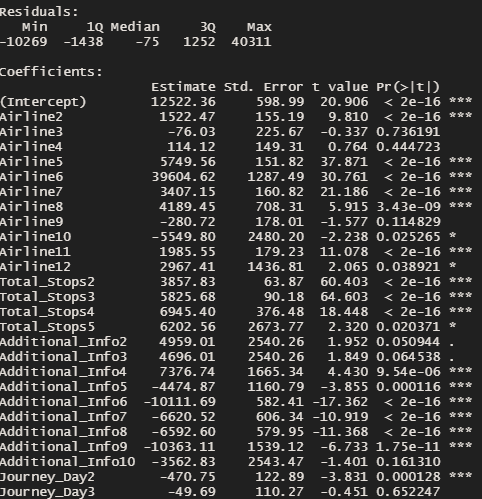 Residuals:
Min 1Q Median 3Q Max
-10269 -1438 -75 1252 40311
Coefficients:
Estimate Std. Error t value Pr(>|t|)
(Intercept) 12522.36 598.99 20.906 < 2e-16 ***
Airline2 1522.47 155.19 9.810 < 2e-16 ***
Airline3 -76.03 225.67 -0.337 0.736191
Airline4 114.12 149.31 0.764 0.444723
Airline5 5749.56 151.82 37.871 < 2e-16 ***
Airline6 39604.62 1287.49 30.761 < 2e-16 ***
Airline7 3407.15 160.82 21.186 < 2e-16 ***
Airline8 4189.45 708.31 5.915 3.43e-09 ***
Airline9 -280.72 178.01 -1.577 0.114829
Airline10 -5549.80 2480.20 -2.238 0.025265 *
Airline11 1985.55 179.23 11.078 < 2e-16 ***
Airline12 2967.41 1436.81 2.065 0.038921 *
Total_Stops2 3857.83 63.87 60.403 < 2e-16 ***
Total_Stops3 5825.68 90.18 64.603 < 2e-16 ***
Total_Stops4 6945.40 376.48 18.448 < 2e-16 ***
Total_Stops5 6202.56 2673.77 2.320 0.020371 *
Additional_Info2 4959.01 2540.26 1.952 0.050944 .
Additional_Info3 4696.01 2540.26 1.849 0.064538 .
Additional_Info4 7376.74 1665.34 4.430 9.54e-06 ***
Additional_Info5 -4474.87 1160.79 -3.855 0.000116 ***
Additional_Info6 -10111.69 582.41 -17.362 < 2e-16 ***
Additional_Info7 -6620.52 606.34 -10.919 < 2e-16 ***
Additional_Info8 -6592.60 579.95 -11.368 < 2e-16 ***
Additional_Info9 -10363.11 1539.12 -6.733 1.75e-11 ***
Additional_Info10 -3562.83 2543.47 -1.401 0.161310
Journey_Day2 -470.75 122.89 -3.831 0.000128 ***
Journey_Day3 -49.69 110.27 -0.451 0.652247